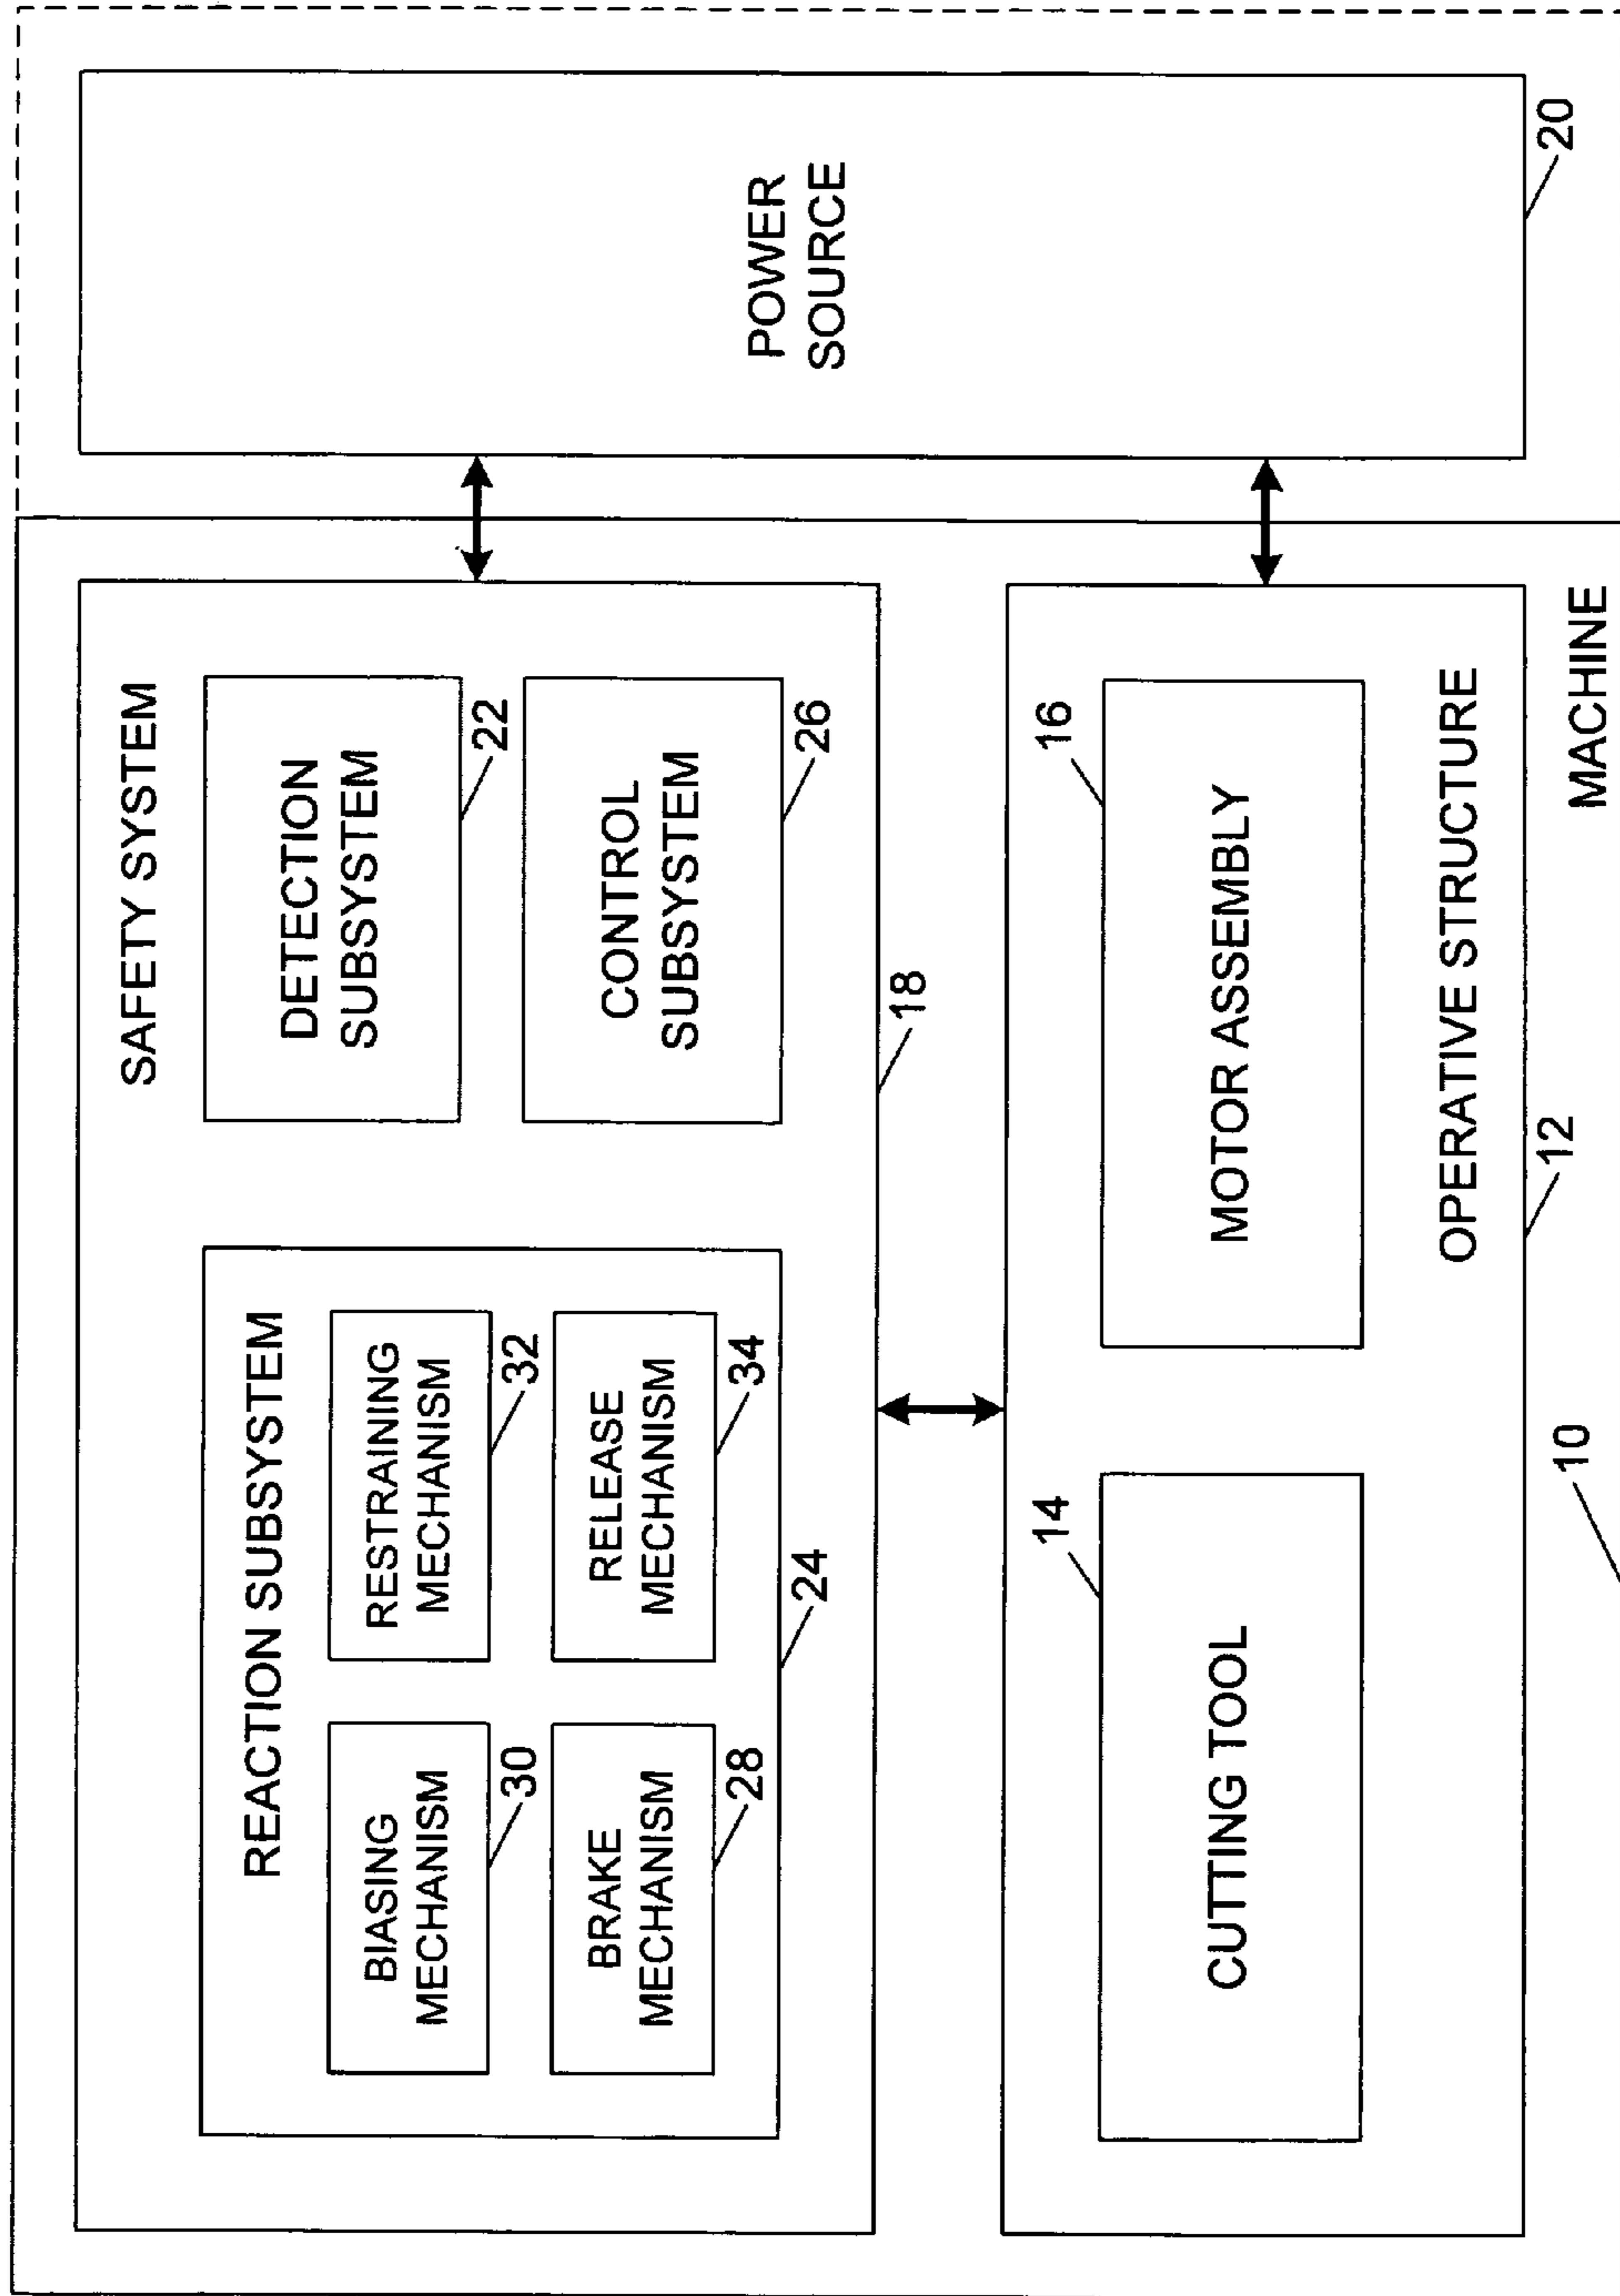 SAFETY SYSTEM
REACTION SUBSYSTEM
BIASING
MECHANISM
30
RESTRAINING
MECHANISM
32
BRAKE
MECHANISM
28
RELEASE
MECHANISM
34
24
DETECTION
SUBSYSTEM
22
CONTROL
SUBSYSTEM
26
18
POWER
SOURCE
20
14
CUTTING TOOL
16
MOTOR ASSEMBLY
OPERATIVE STRUCTURE
12
10
MACHINE